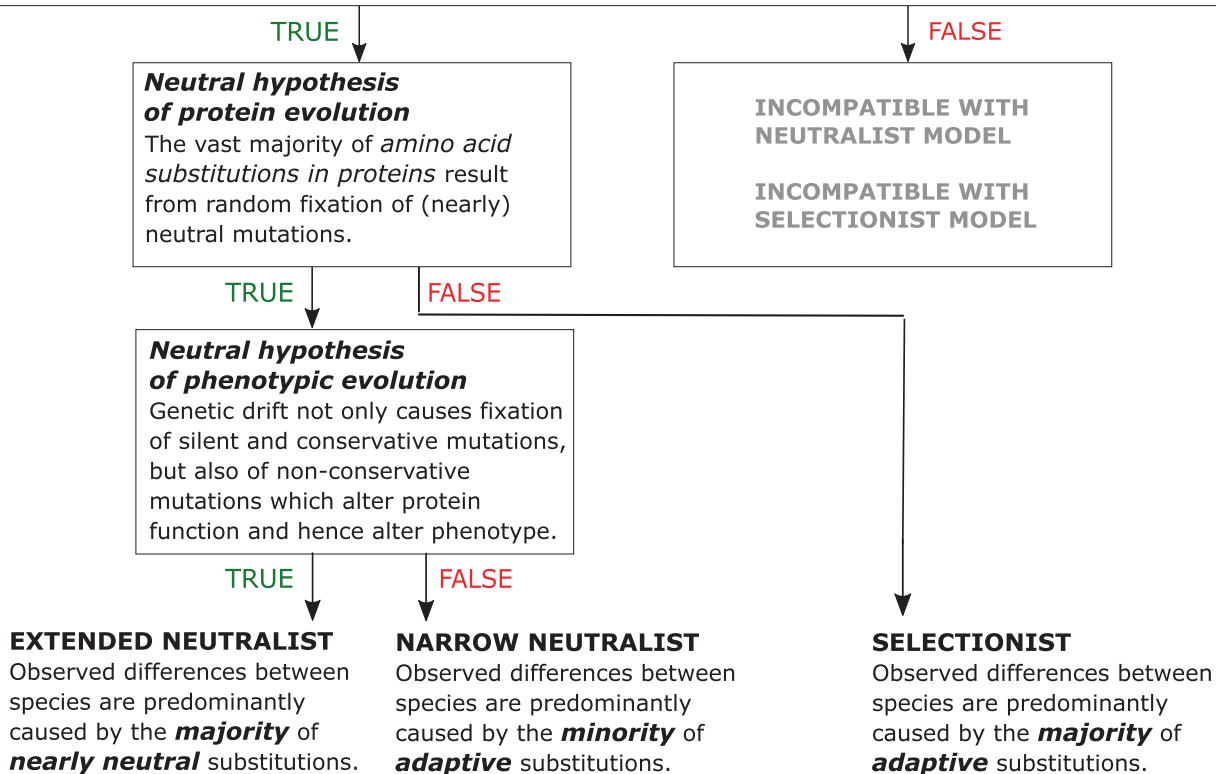 TRUE
FALSE
Neutral hypothesis
of protein evolution
The vast majority of amino acid
substitutions in proteins result
from random fixation of (nearly)
neutral mutations.
INCOMPATIBLE WITH
NEUTRALIST MODEL
INCOMPATIBLE WITH
SELECTIONIST MODEL
TRUE
FALSE
Neutral hypothesis
of phenotypic evolution
Genetic drift not only causes fixation
of silent and conservative mutations,
but also of non-conservative
mutations which alter protein
function and hence alter phenotype.
TRUE
FALSE
EXTENDED NEUTRALIST
Observed differences between
species are predominantly
caused by the majority of
nearly neutral substitutions.
NARROW NEUTRALIST
Observed differences between
species are predominantly
caused by the minority of
adaptive substitutions.
SELECTIONIST
Observed differences between
species are predominantly
caused by the majority of
adaptive substitutions.